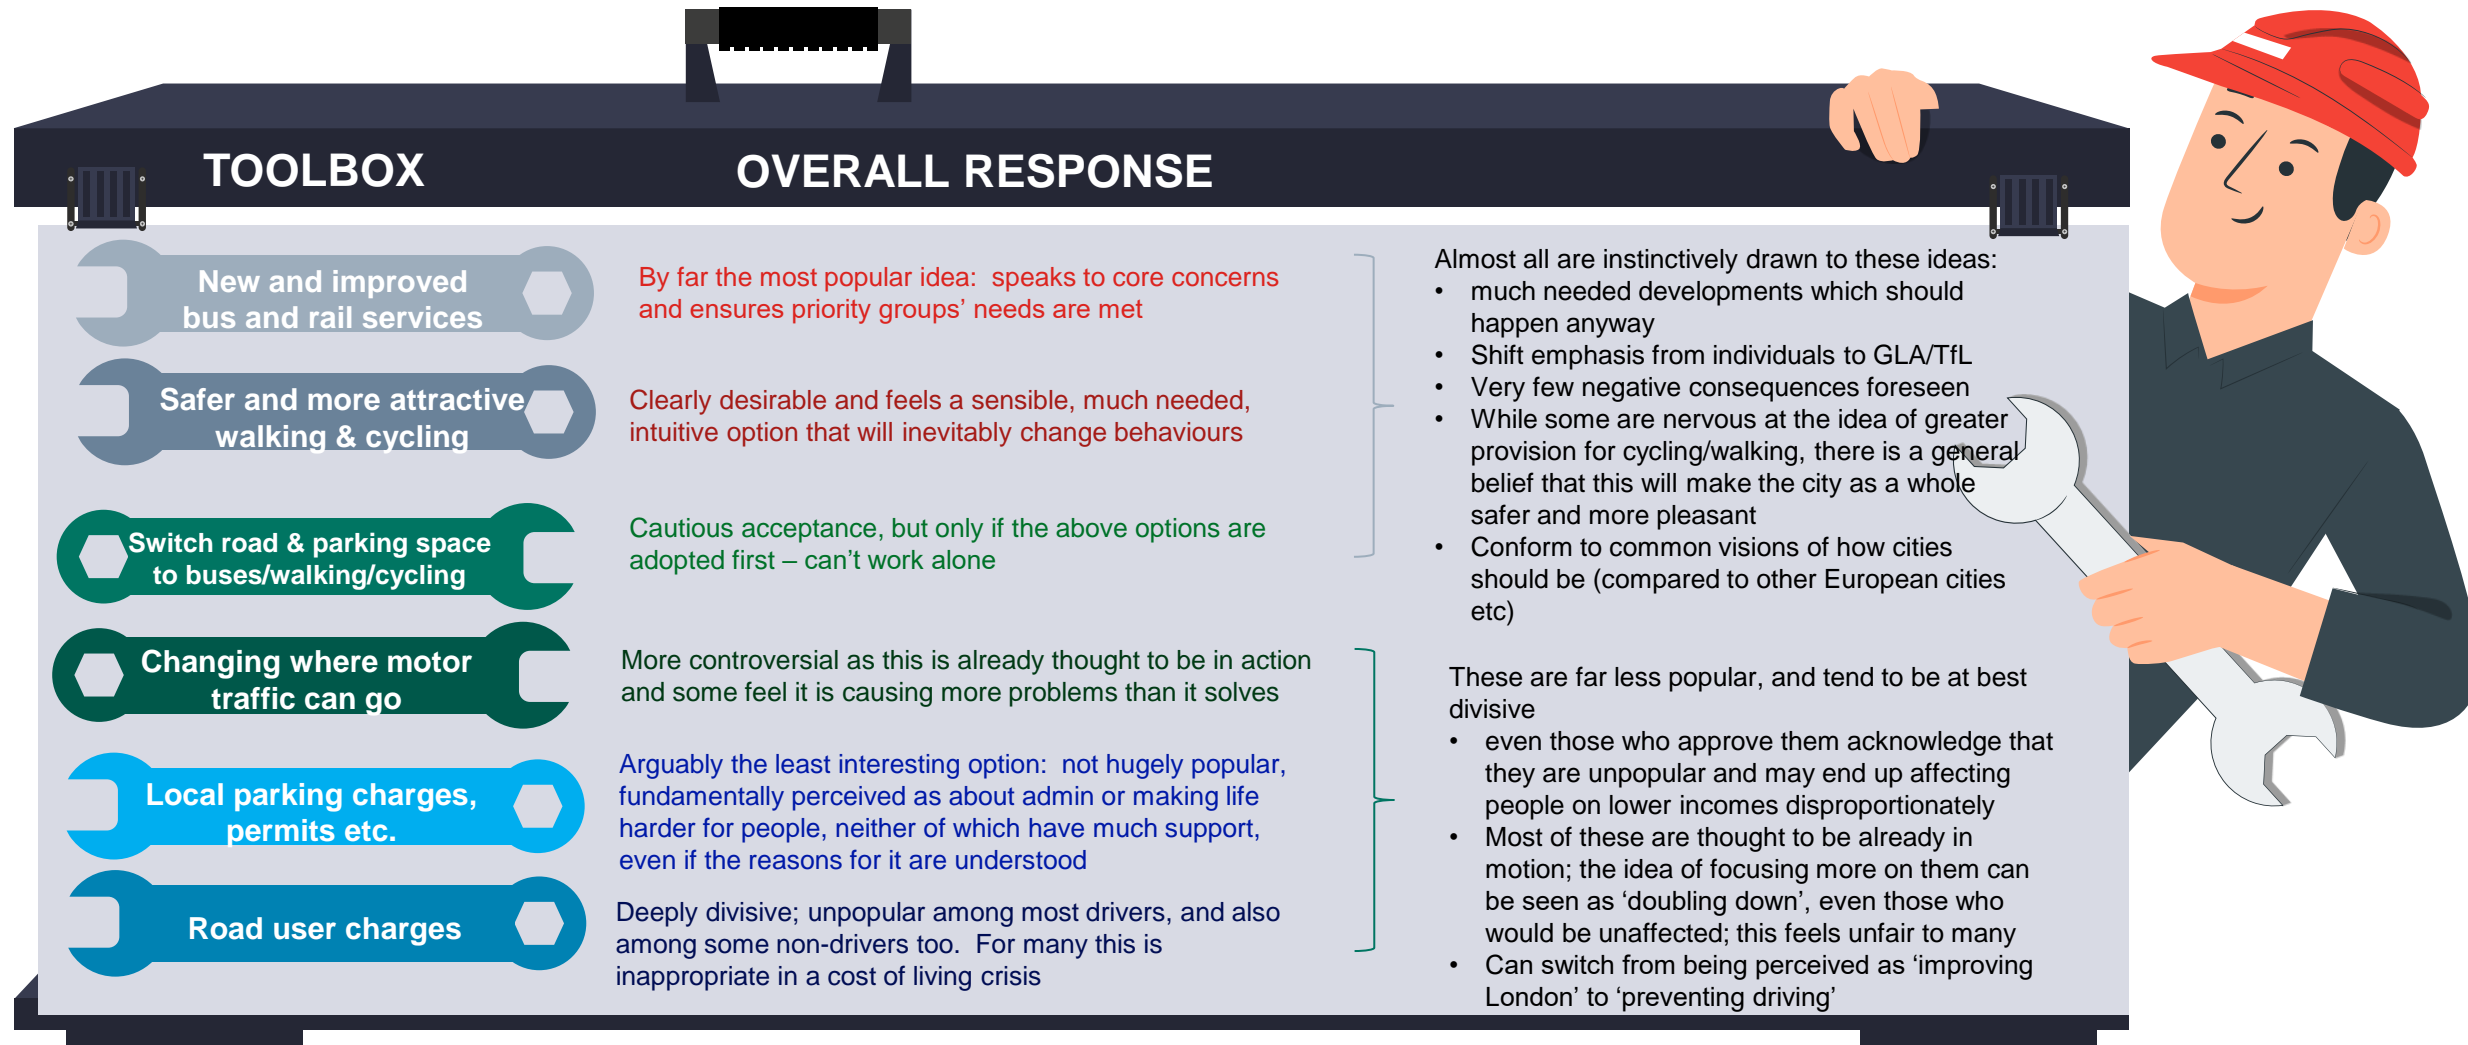 TOOLBOX
OVERALL RESPONSE
New and improved
bus and rail services
By far the most popular idea:  speaks to core concerns
and ensures priority groups’ needs are met
Safer and more attractive
walking & cycling
Clearly desirable and feels a sensible, much needed,
intuitive option that will inevitably change behaviours
Switch road & parking space
to buses/walking/cycling
Cautious acceptance, but only if the above options are
adopted first – can’t work alone
Almost all are instinctively drawn to these ideas:
• much needed developments which should
happen anyway
• Shift emphasis from individuals to GLA/TfL
• Very few negative consequences foreseen
• While some are nervous at the idea of greater
provision for cycling/walking, there is a general
belief that this will make the city as a whole
safer and more pleasant
• Conform to common visions of how cities
should be (compared to other European cities
etc)
Changing where motor
traffic can go
More controversial as this is already thought to be in action
and some feel it is causing more problems than it solves
Local parking charges,
permits etc.
Arguably the least interesting option:  not hugely popular,
fundamentally perceived as about admin or making life
harder for people, neither of which have much support,
even if the reasons for it are understood
Road user charges
Deeply divisive; unpopular among most drivers, and also
among some non-drivers too.  For many this is
inappropriate in a cost of living crisis
These are far less popular, and tend to be at best
divisive
• even those who approve them acknowledge that
they are unpopular and may end up affecting
people on lower incomes disproportionately
• Most of these are thought to be already in
motion; the idea of focusing more on them can
be seen as ‘doubling down’, even those who
would be unaffected; this feels unfair to many
• Can switch from being perceived as ‘improving
London’ to ‘preventing driving’